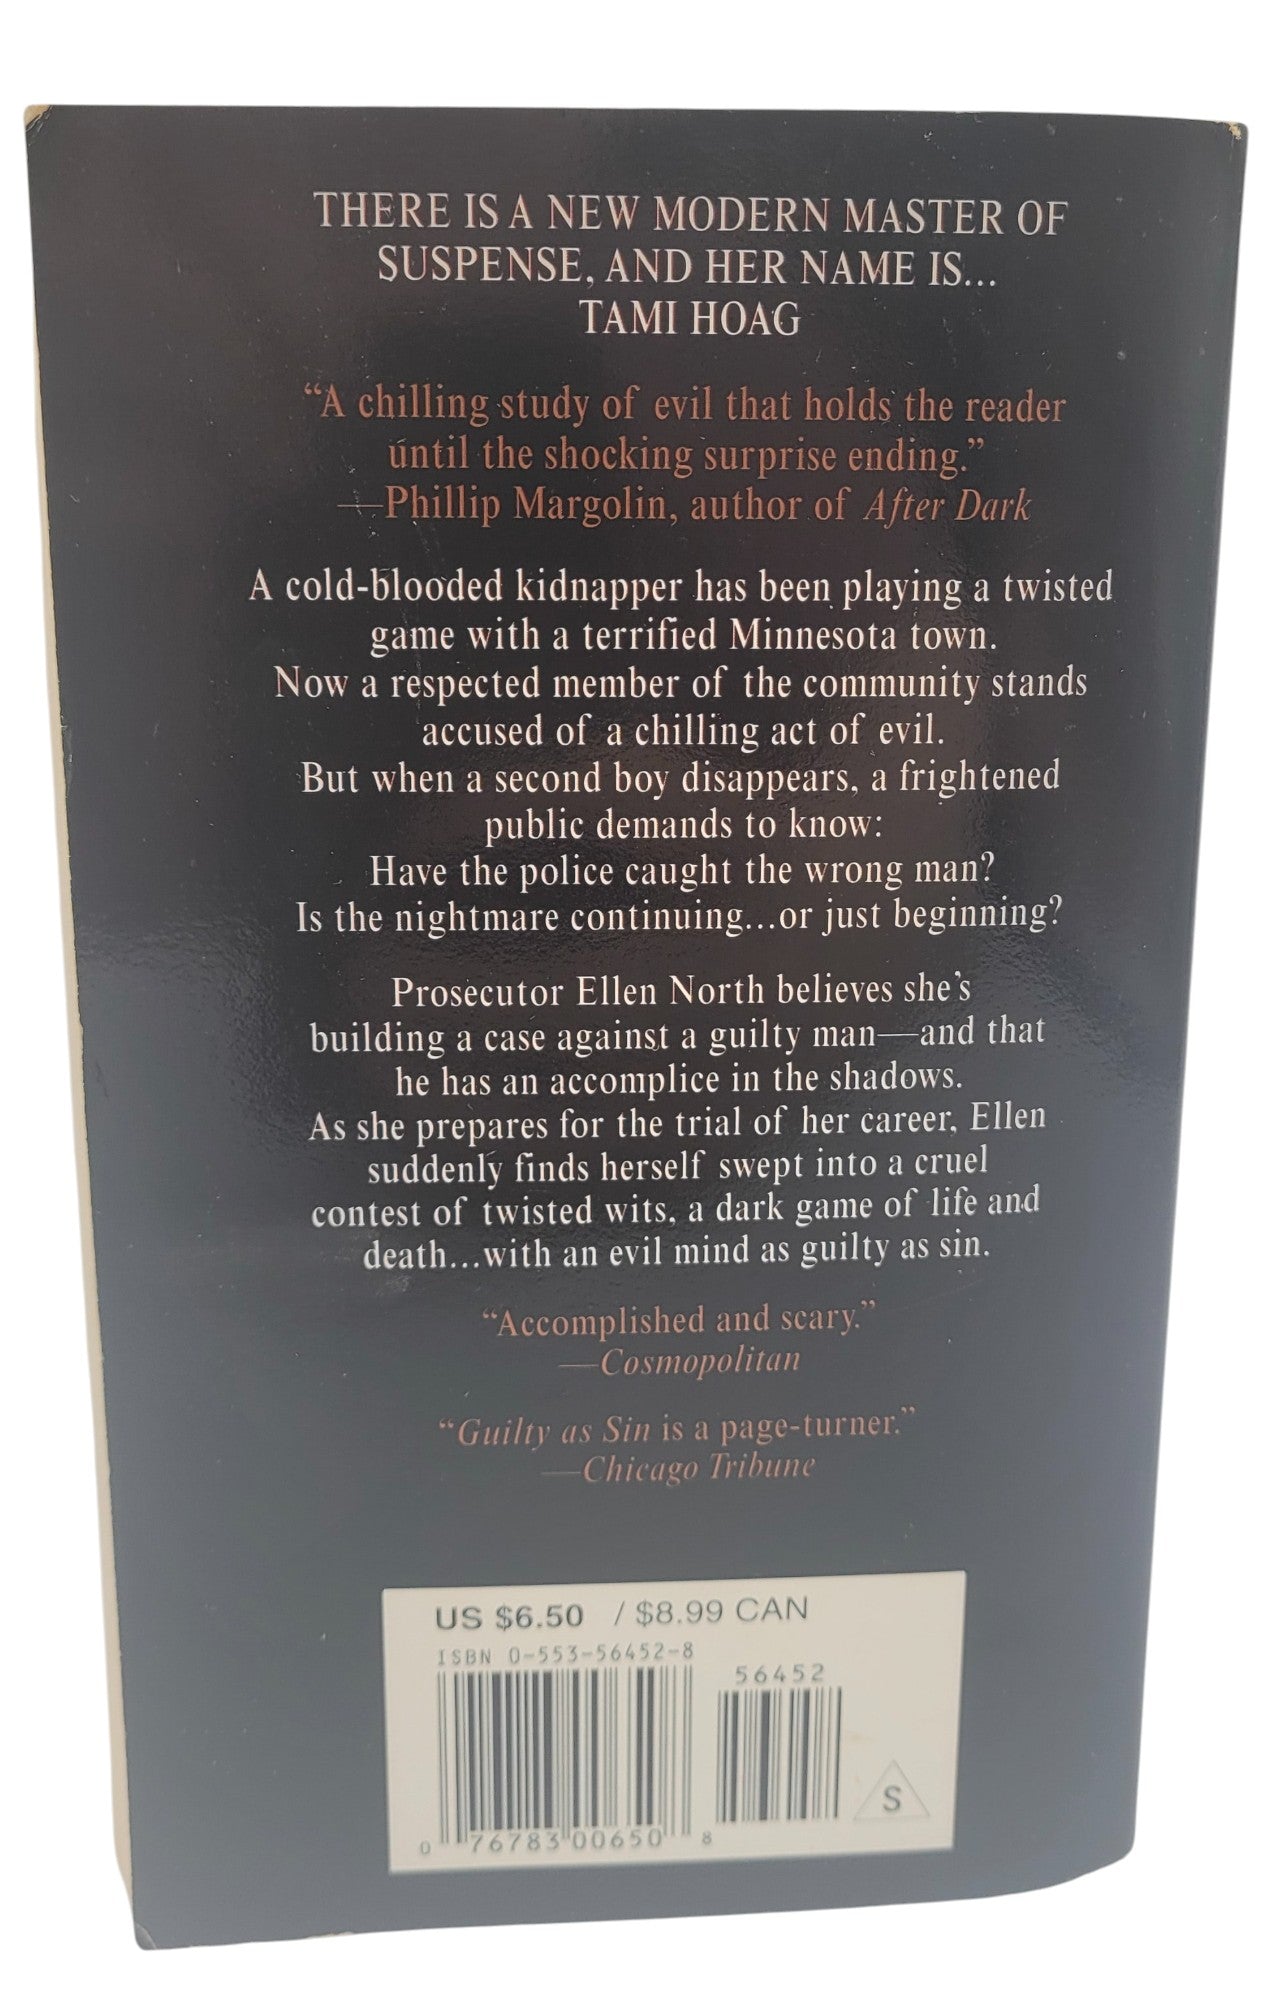 THERE IS A NEW MODERN MASTER OF
SUSPENSE, AND HER NAME IS...
TAMI HOAG
“A chilling study of evil that holds the reader
until the shocking surprise ending.”
—Phillip Margolin, author of After Dark
A cold-blooded kidnapper has been playing a twisted
game with a terrified Minnesota town.
Now a respected member of the community stands
accused of a chilling act of evil.
But when a second boy disappears, a frightened
public demands to know:
Have the police caught the wrong man?
Is the nightmare continuing...or just beginning?
Prosecutor Ellen North believes she’s
building a case against a guilty man—and that
he has an accomplice in the shadows.
As she prepares for the trial of her career, Ellen
suddenly finds herself swept into a cruel
contest of twisted wits, a dark game of life and
death...with an evil mind as guilty as sin.
“Accomplished and scary.”
—Cosmopolitan
“Guilty as Sin is a page-turner.”
—Chicago Tribune
US $6.50 / $8.99 CAN
ISBN 0-553-56452-8
56452
S
0 76783 00650 8